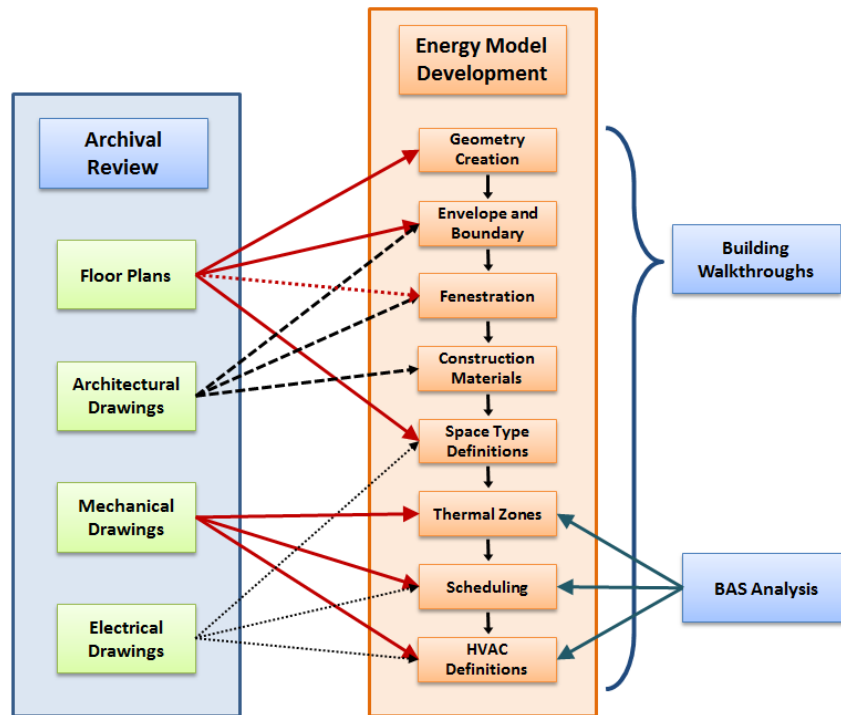 Archival
Review
Floor Plans
Architectural
Drawings
Mechanical
Drawings
Electrical
Drawings
Energy Model
Development
Geometry
Creation
Envelope and
Boundary
Fenestration
Construction
Materials
Space Type
Definitions
Thermal Zones
Scheduling
HVAC
Definitions
Building
Walkthroughs
BAS Analysis